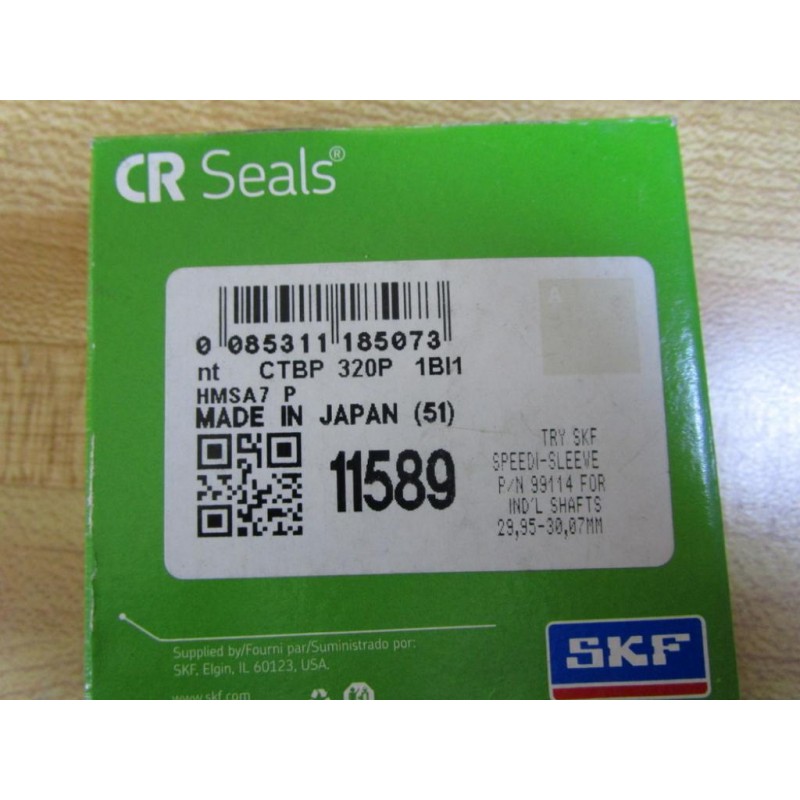 CR Seals®
A
0 085311 185073
nt CTBP 320P 1BI1
HMSA7 P
MADE IN JAPAN (51)
11589
TRY SKF
SPEEDI-SLEEVE
P/N 99114 FOR
IND'L SHAFTS
29,95-30,07MM
Supplied by/Fourni par/Suministrado por:
SKF, Elgin, IL 60123, USA.
www.skf.com
SKF